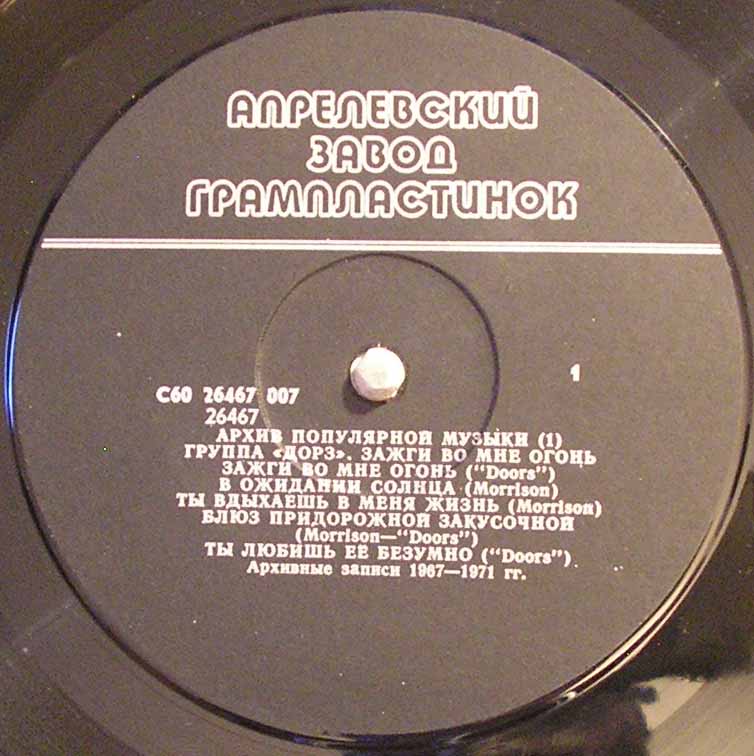 АПРЕЛЕВСКИЙ
ЗАВОД
ГРАМПЛАСТИНОК
С60 26467 007
1
26467
АРХИВ ПОПУЛЯРНОЙ МУЗЫКИ (1)
ГРУППА «ДОРЗ». ЗАЖГИ ВО МНЕ ОГОНЬ
ЗАЖГИ ВО МНЕ ОГОНЬ ("Doors")
В ОЖИДАНИИ СОЛНЦА (Morrison)
ТЫ ВДЫХАЕШЬ В МЕНЯ ЖИЗНЬ (Morrison)
БЛЮЗ ПРИДОРОЖНОЙ ЗАКУСОЧНОЙ
(Morrison—"Doors")
ТЫ ЛЮБИШЬ ЕЁ БЕЗУМНО ("Doors")
Архивные записи 1967—1971 гг.